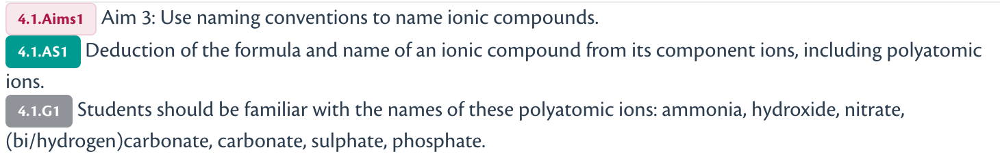 4.1.Aims1 Aim 3: Use naming conventions to name ionic compounds.
4.1.AS1 Deduction of the formula and name of an ionic compound from its component ions, including polyatomic
ions.
4.1.G1 Students should be familiar with the names of these polyatomic ions: ammonia, hydroxide, nitrate,
(bi/hydrogen)carbonate, carbonate, sulphate, phosphate.